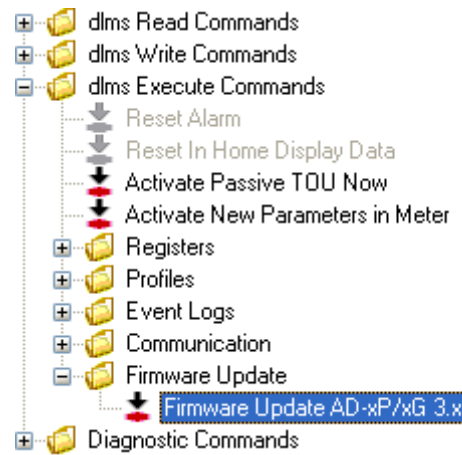 dlms Read Commands
dlms Write Commands
dlms Execute Commands
Reset Alarm
Reset In Home Display Data
Activate Passive TOU Now
Activate New Parameters in Meter
Registers
Profiles
Event Logs
Communication
Firmware Update
Firmware Update AD-xP/xG 3.x
Diagnostic Commands